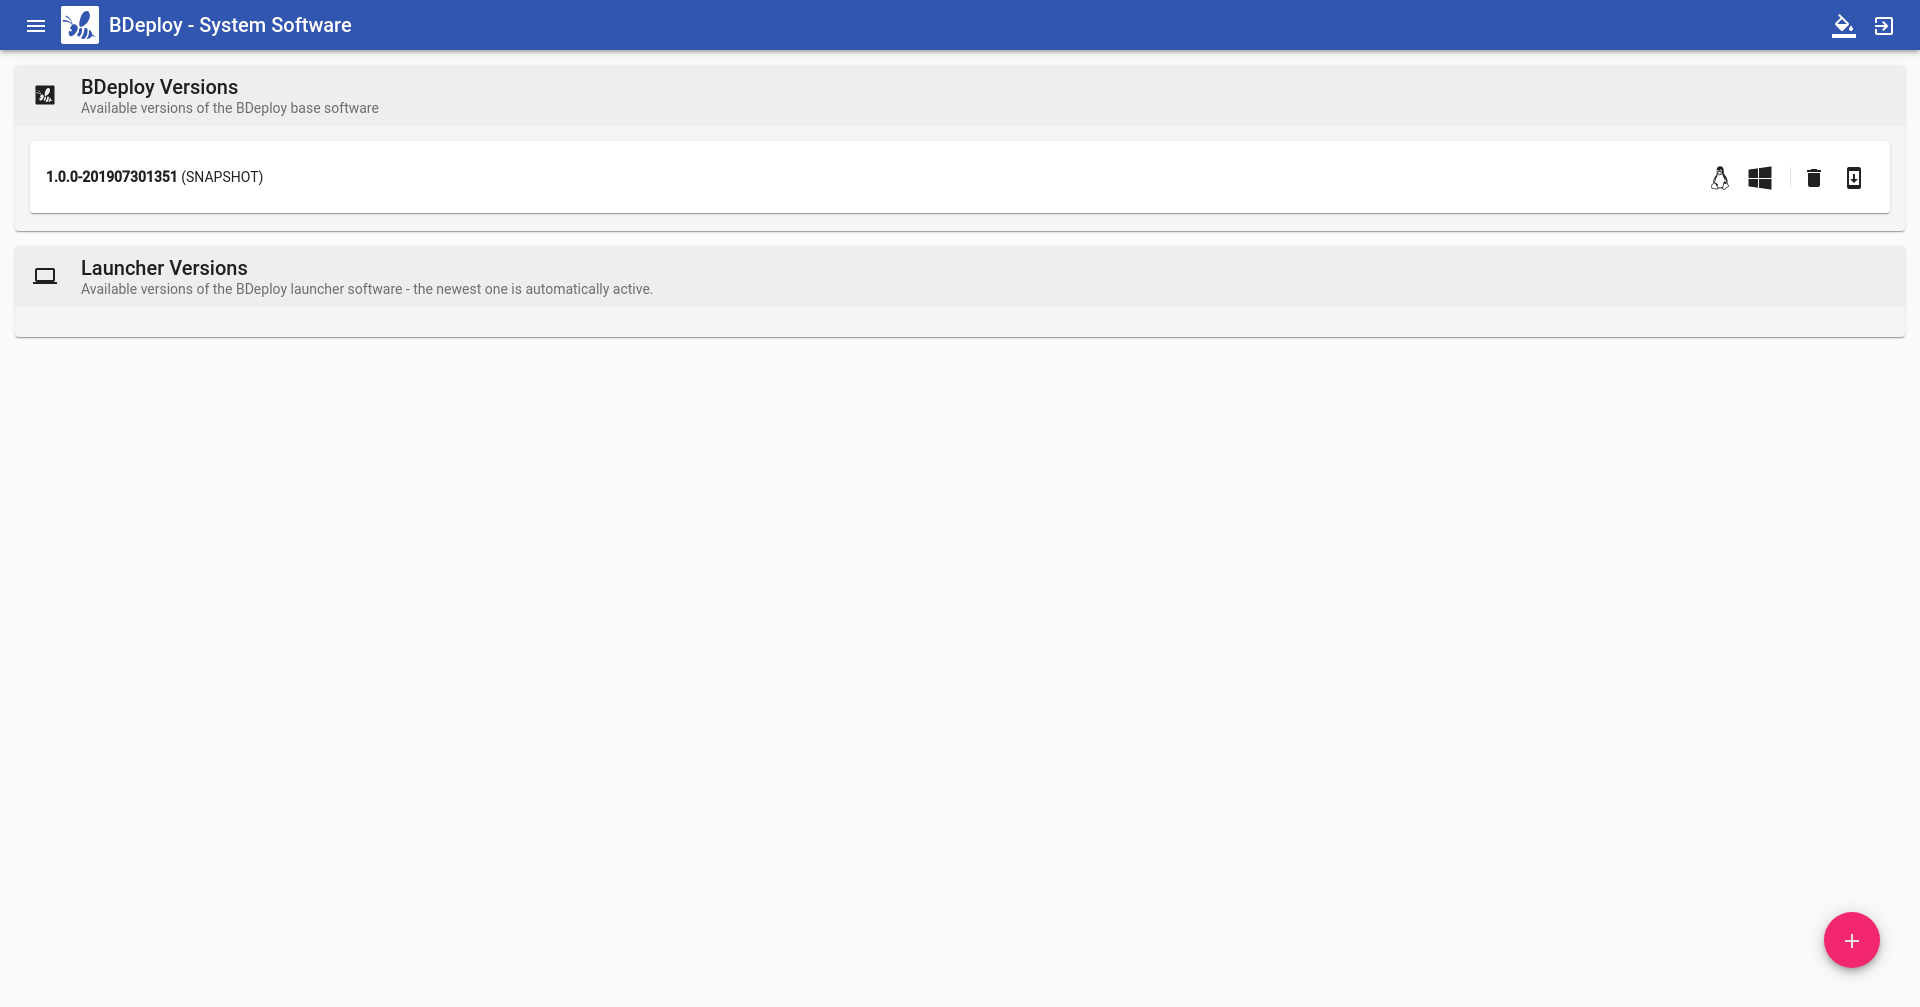 BDeploy - System Software
BDeploy Versions
Available versions of the BDeploy base software
1.0.0-201907301351 (SNAPSHOT)
Launcher Versions
Available versions of the BDeploy launcher software - the newest one is automatically active.